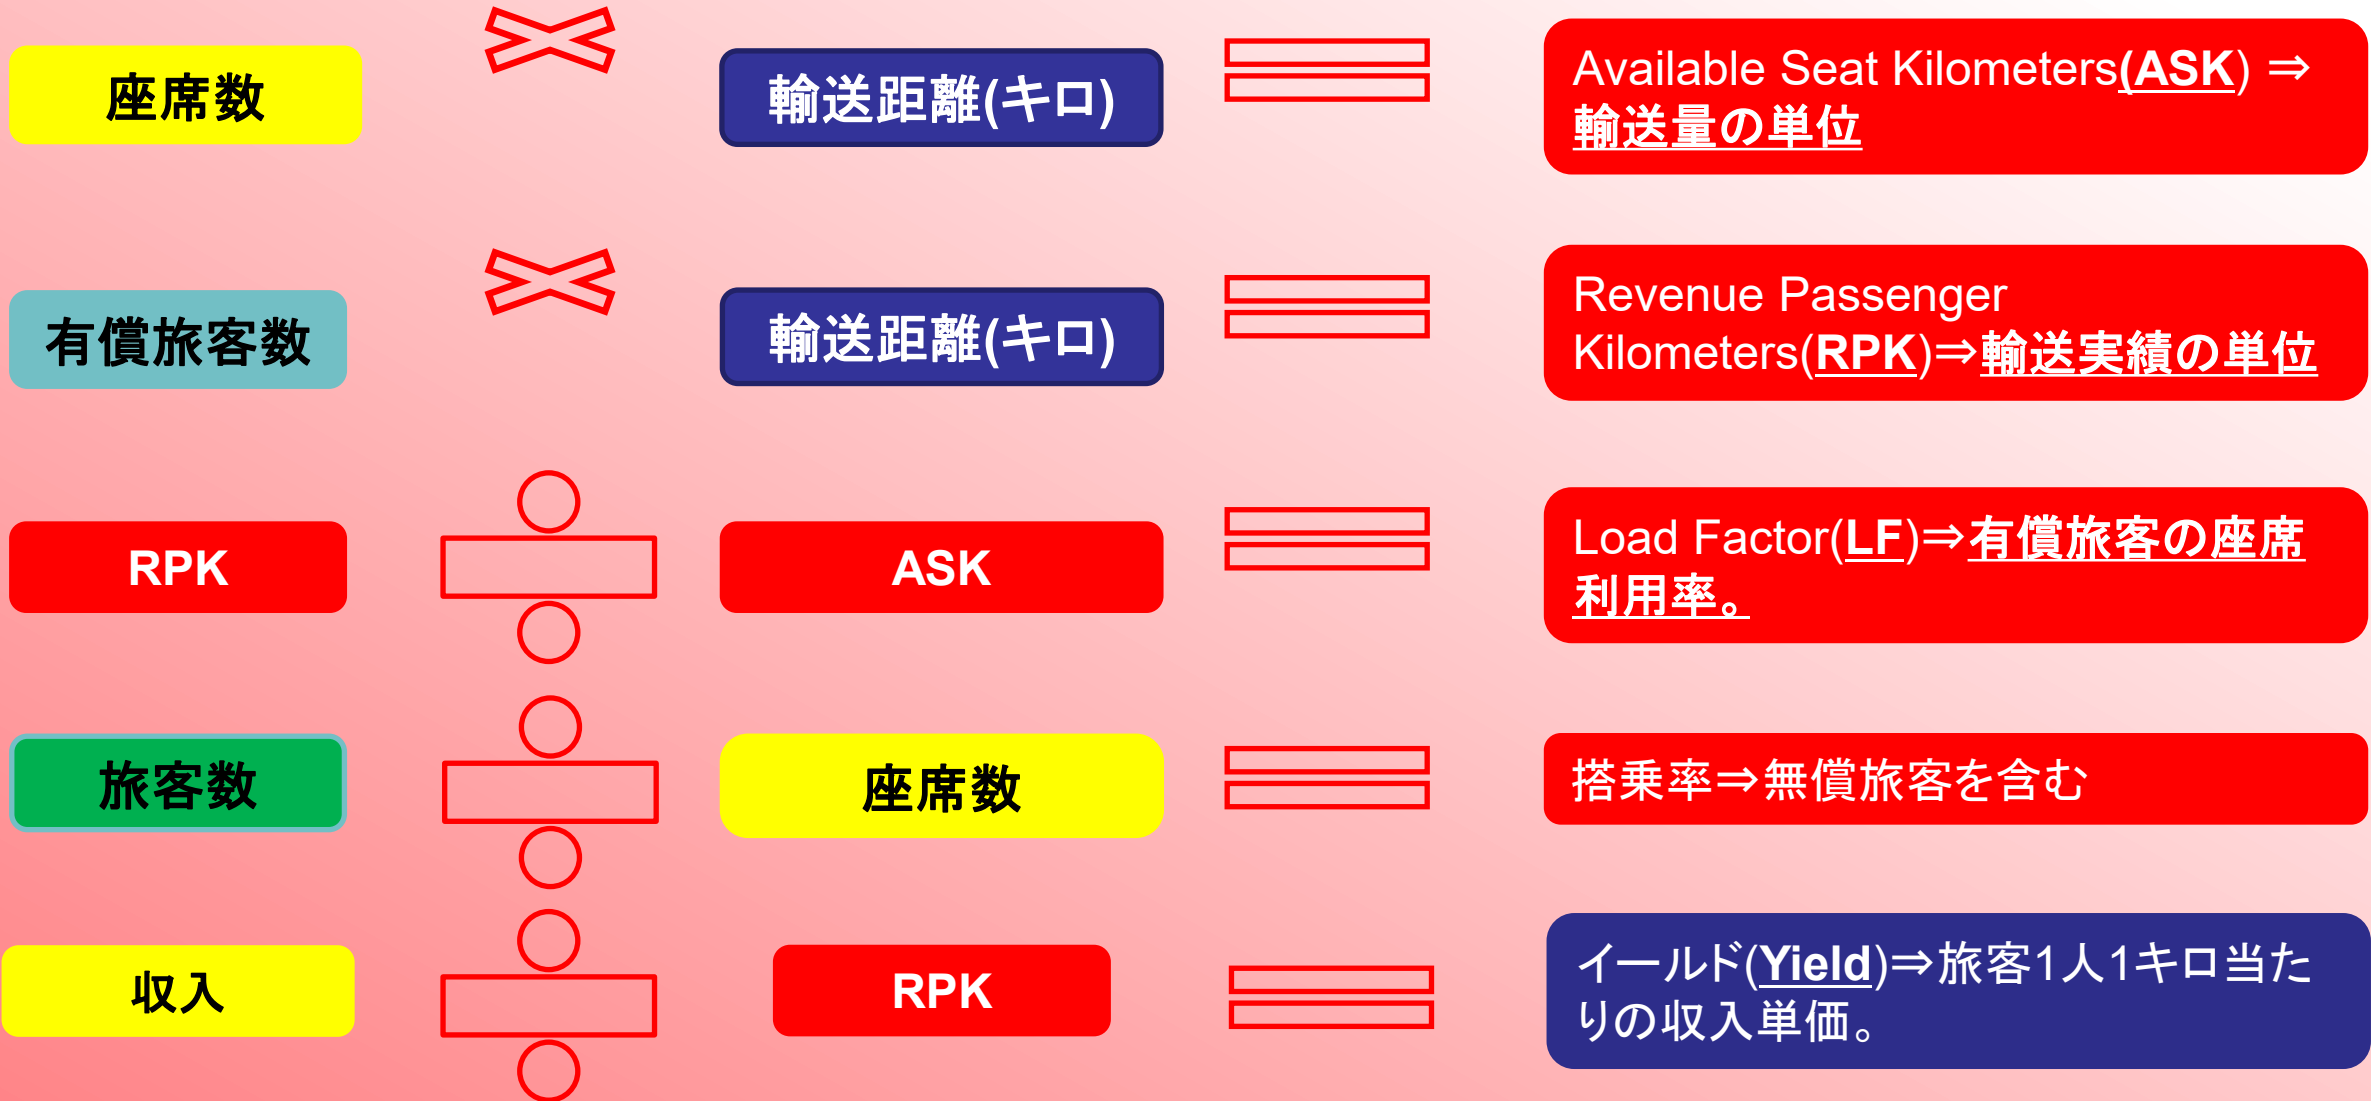 座席数
輸送距離(キロ)
Available Seat Kilometers(ASK) ⇒
輸送量の単位
有償旅客数
輸送距離(キロ)
Revenue Passenger
Kilometers(RPK)⇒輸送実績の単位
RPK
ASK
Load Factor(LF)⇒有償旅客の座席
利用率。
旅客数
座席数
搭乗率⇒無償旅客を含む
収入
RPK
イールド(Yield)⇒旅客1人1キロ当た
りの収入単価。